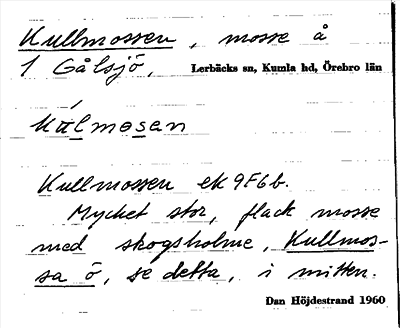 Kullmossen, mosse å
1 Gålsjö, Lerbäcks sn, Kumla hd, Örebro län
Kúlmosan
Kullmossen ek 9F6b.
Mycket stor, flack mosse
med skogsholme, Kullmos-
sa ö, se detta, i mitten.
Dan Höjdestrand 1960